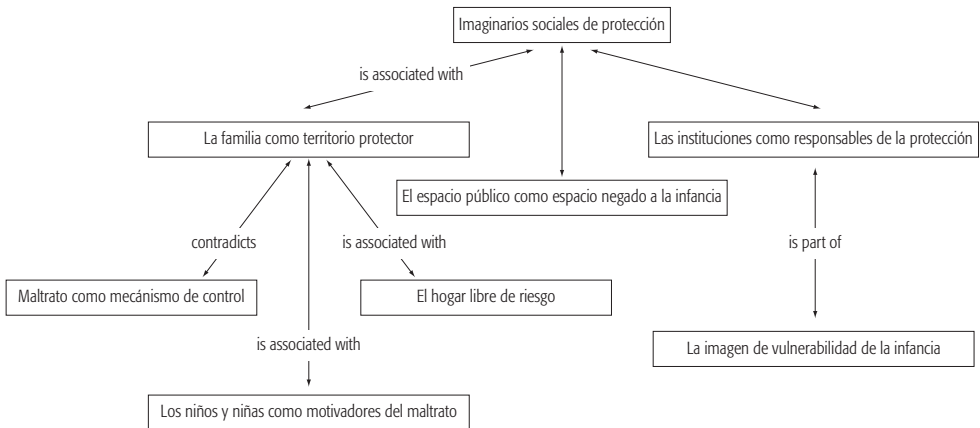 Imaginarios sociales de protección
is associated with
La familia como territorio protector
Las instituciones como responsables de la protección
El espacio público como espacio negado a la infancia
contradicts
is associated with
is part of
Maltrato como mecánismo de control
El hogar libre de riesgo
is associated with
La imagen de vulnerabilidad de la infancia
Los niños y niñas como motivadores del maltrato